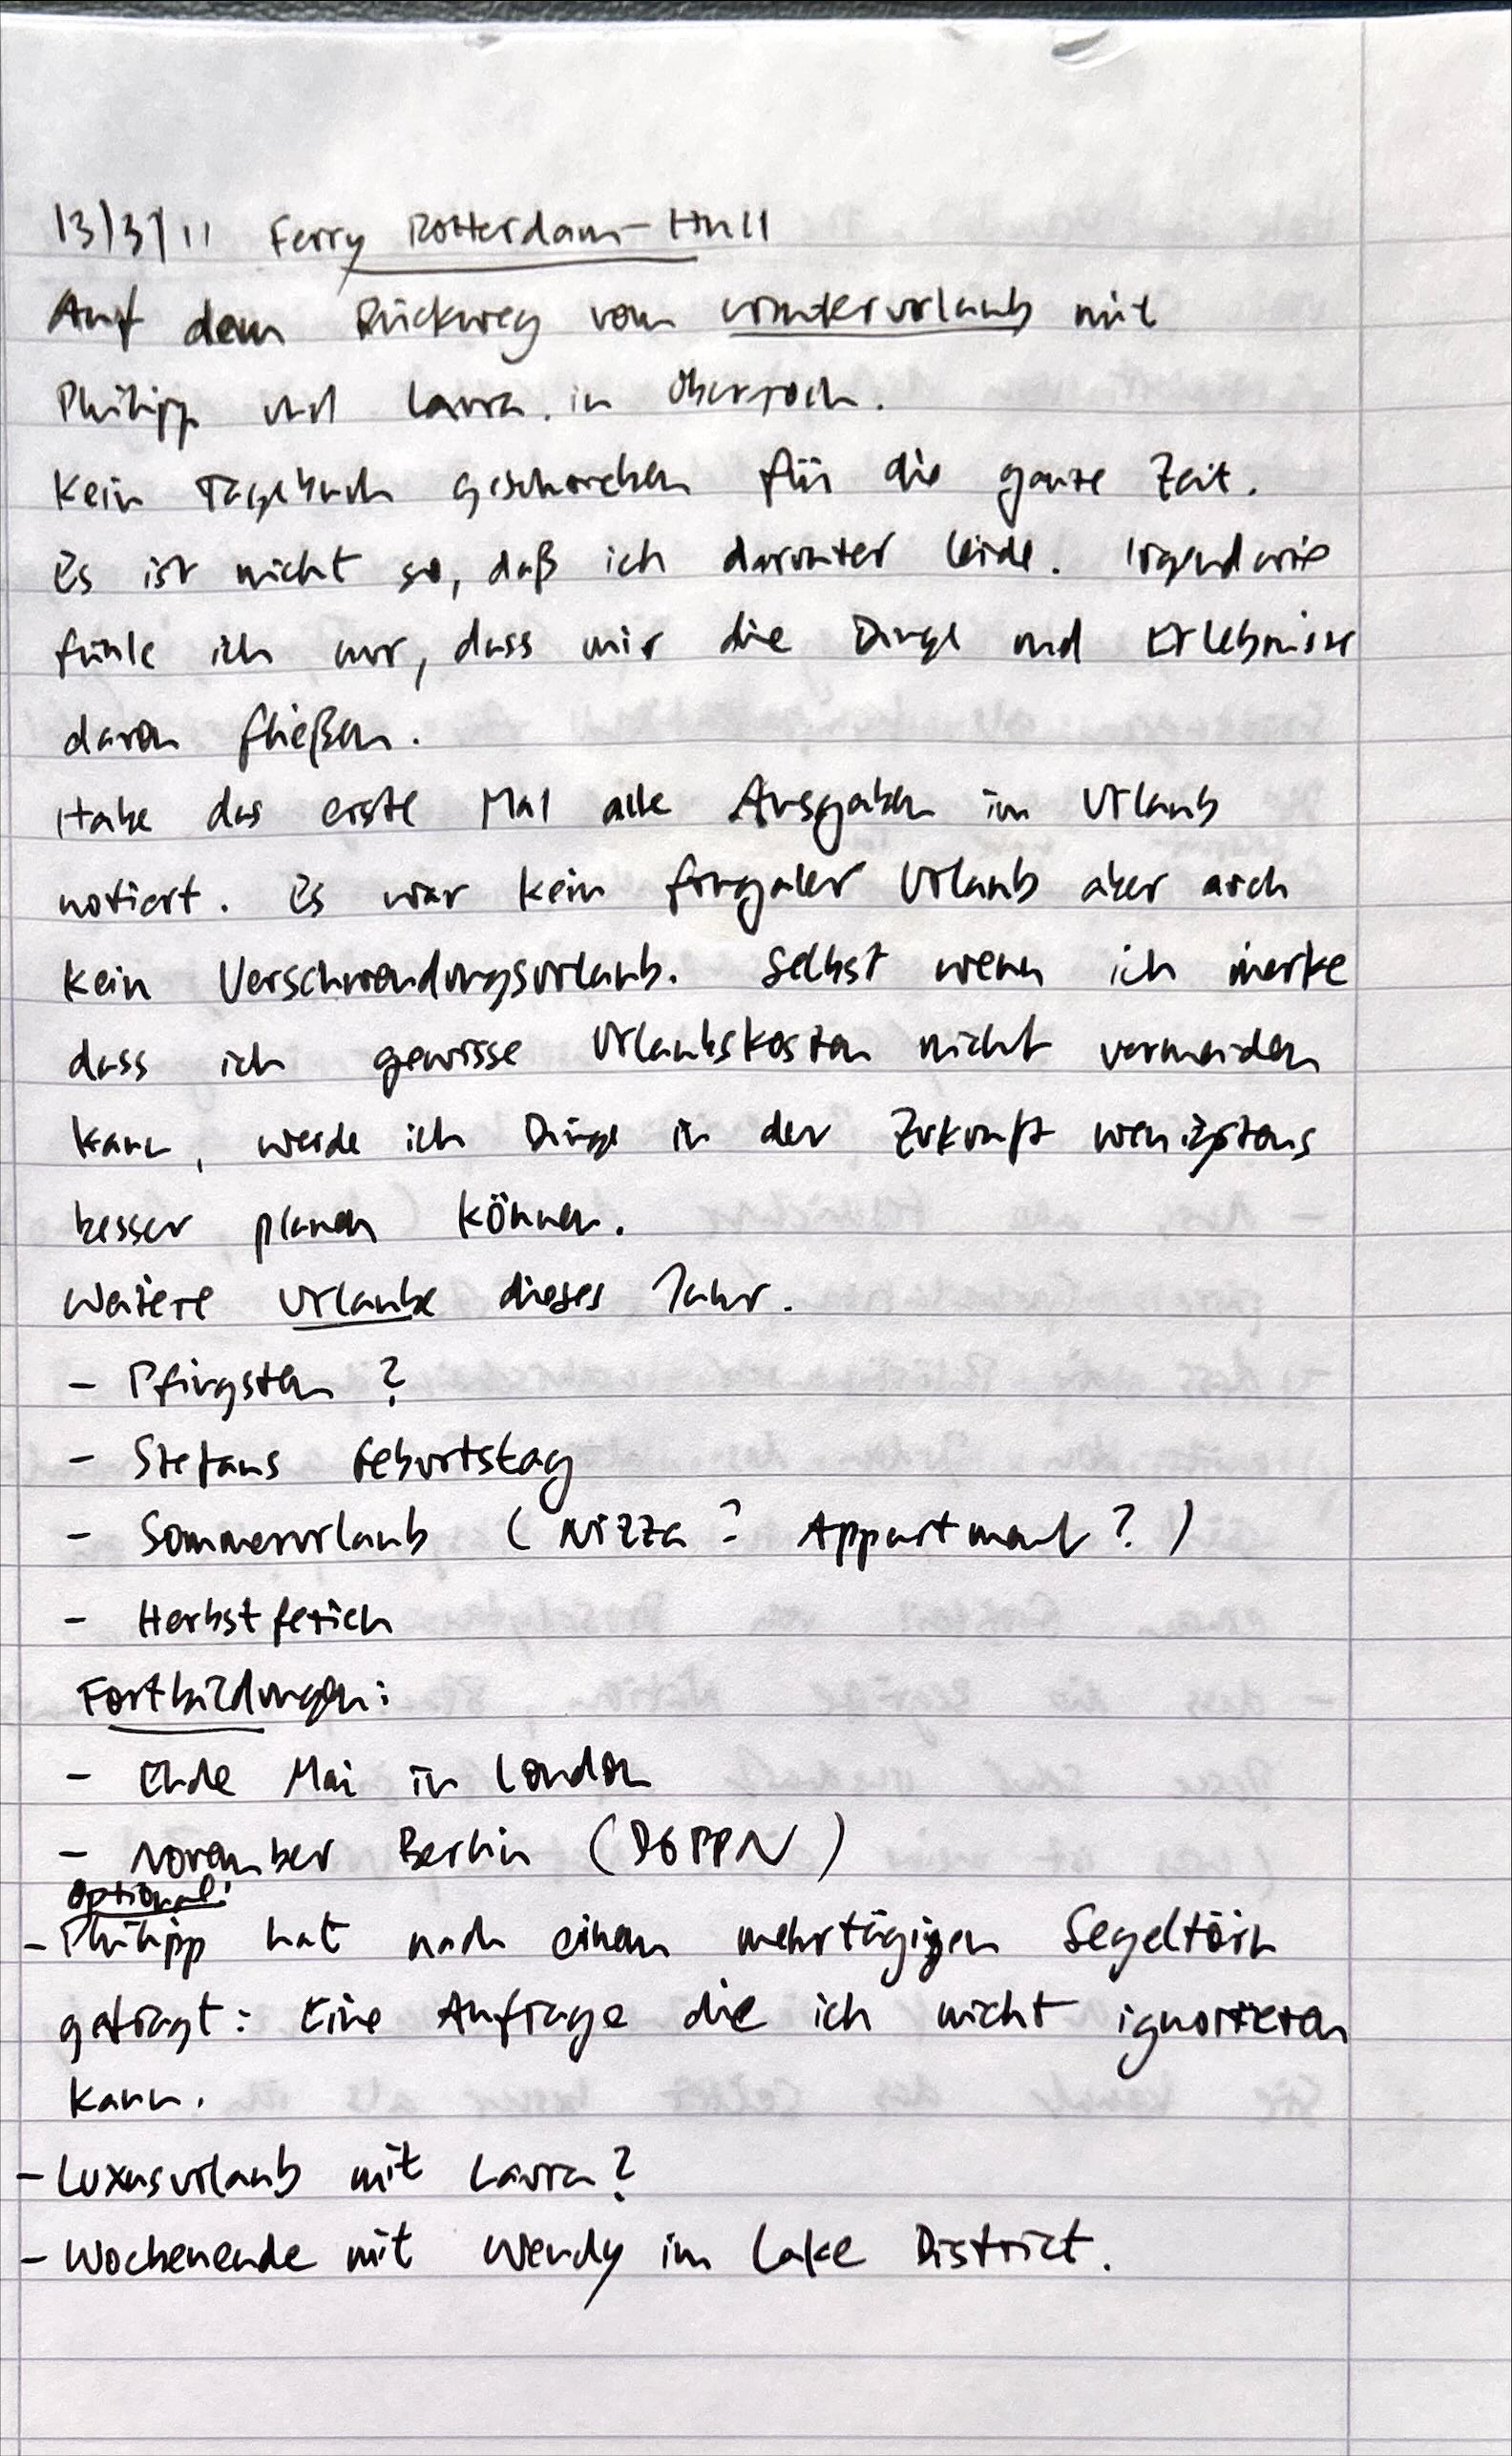 13/3/11 Ferry Rotterdam-Hull
Auf dem Rückweg vom Winterurlaub mit
Philipp und Laura in Oberjoch.
Kein Tagebuch geschrieben für die ganze Zeit.
Es ist nicht so, daß ich darunter leide. Irgendwie
fühle ich nur, dass mir die Dinge und Erlebnisse
davon fließen.
Habe das erste Mal alle Ausgaben im Urlaub
notiert. Es war kein frugaler Urlaub aber auch
kein Verschwendungsurlaub. Selbst wenn ich merke
dass ich gewisse Urlaubskosten nicht vermeiden
kann, werde ich Dinge in der Zukunft wenigstens
besser planen können.
Weitere Urlaube dieses Jahr.
- Pfingsten ?
- Stefans Geburtstag
- Sommerurlaub (Nizza ? Appartment ? )
- Herbstferien
Fortbildungen:
- Ende Mai in London
- November Berlin (DGPPN)
Optional:
- Philipp hat nach einem mehrtägigen Segeltörn
gefragt: Eine Anfrage die ich nicht ignorieren
kann.
- Luxusurlaub mit Laura?
- Wochenende mit Wendy im Lake District.